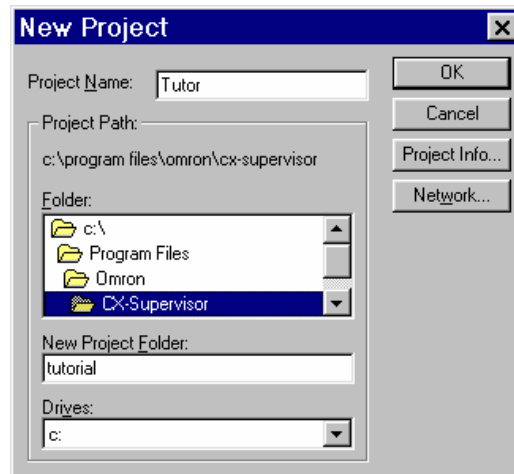 New Project
Project Name: Tutor
OK
Cancel
Project Info...
Network...
Project Path:
c:\program files\omron\cx-supervisor
Folder:
c:\
Program Files
Omron
CX-Supervisor
New Project Folder:
tutorial
Drives:
c: